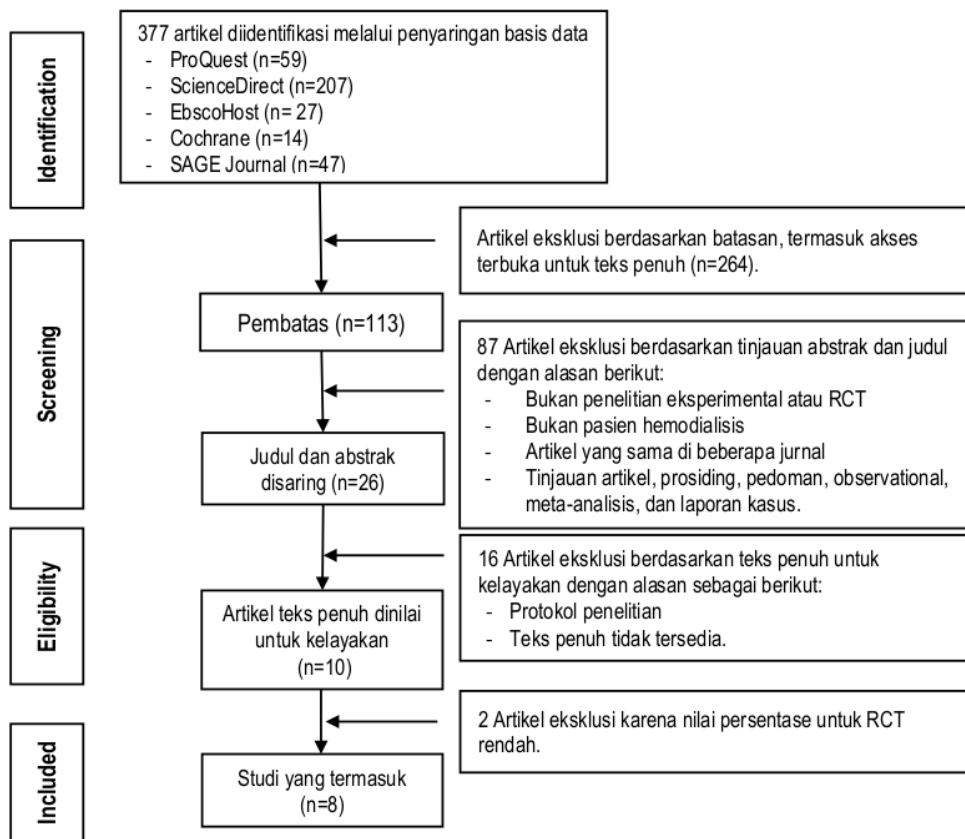 Identification
377 artikel diidentifikasi melalui penyaringan basis data
- ProQuest (n=59)
- ScienceDirect (n=207)
- EbscoHost (n= 27)
- Cochrane (n=14)
- SAGE Journal (n=47)
Artikel eksklusi berdasarkan batasan, termasuk akses
terbuka untuk teks penuh (n=264).
Screening
Pembatas (n=113)
87 Artikel eksklusi berdasarkan tinjauan abstrak dan judul
dengan alasan berikut:
- Bukan penelitian eksperimental atau RCT
- Bukan pasien hemodialisis
- Artikel yang sama di beberapa jurnal
- Tinjauan artikel, prosiding, pedoman, observational,
meta-analisis, dan laporan kasus.
Judul dan abstrak
disaring (n=26)
Eligibility
16 Artikel eksklusi berdasarkan teks penuh untuk
kelayakan dengan alasan sebagai berikut:
- Protokol penelitian
- Teks penuh tidak tersedia.
Artikel teks penuh dinilai
untuk kelayakan
(n=10)
Included
2 Artikel eksklusi karena nilai persentase untuk RCT
rendah.
Studi yang termasuk
(n=8)